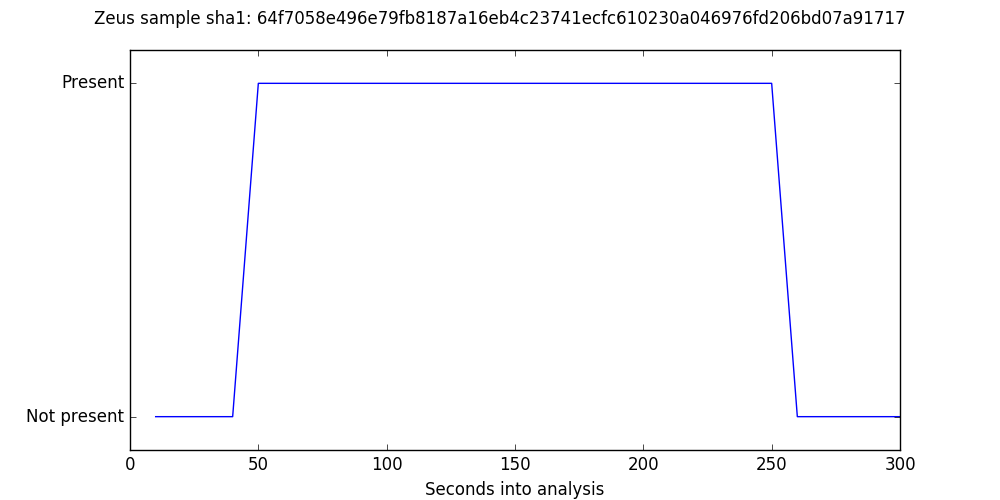 Zeus sample sha1: 64f7058e496e79fb8187a16eb4c23741ecfc610230a046976fd206bd07a91717
Present
Not present
0 50 100 150 200 250 300
Seconds into analysis